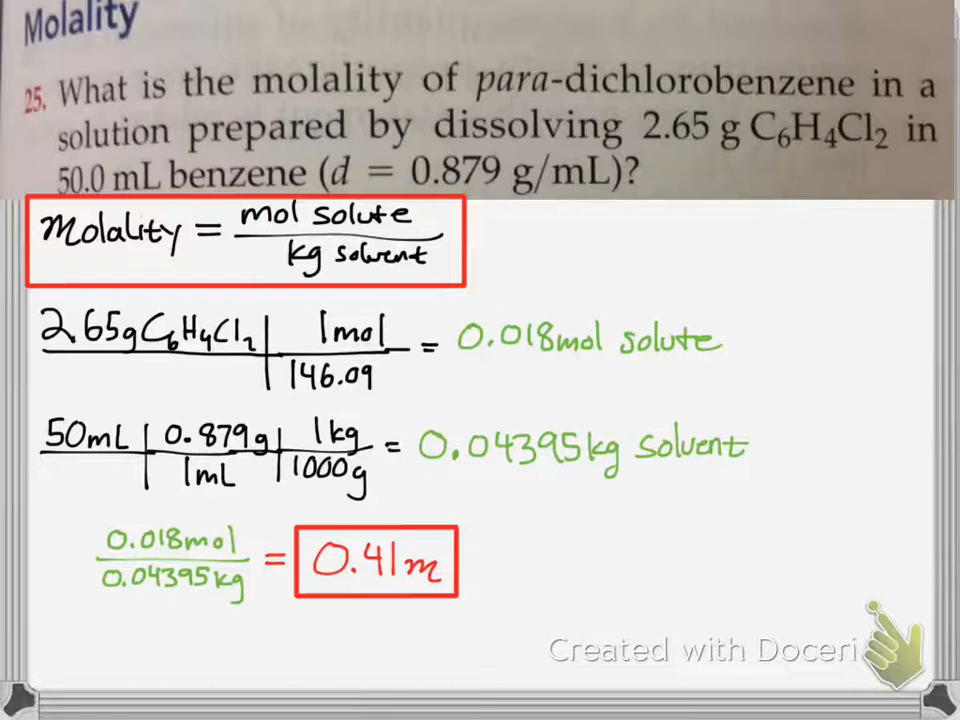 Molality
25. What is the molality of para-dichlorobenzene in a
solution prepared by dissolving 2.65 g C₆H₄Cl₂ in
50.0 mL benzene (d = 0.879 g/mL)?
Molality = mol solute
kg solvent
2.65g C₆H₄Cl₂ | 1mol = 0.018mol solute
146.09
50mL | 0.879g | 1kg = 0.04395kg solvent
1mL | 1000g
0.018mol = 0.41m
0.04395kg
Created with Doceri